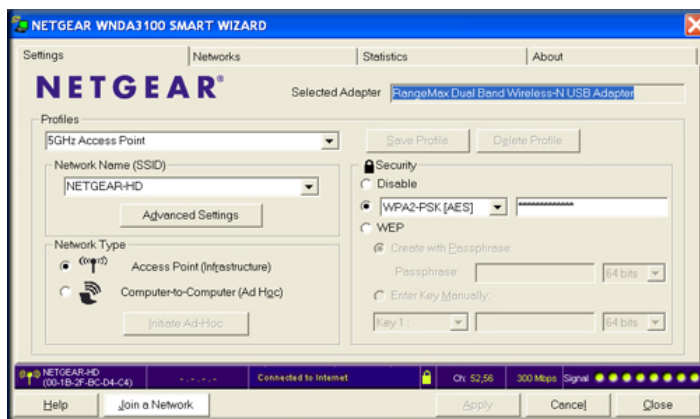 NETGEAR WNDA3100 SMART WIZARD
Settings Networks Statistics About
NETGEAR® Selected Adapter RangeMax Dual Band Wireless-N USB Adapter
Profiles
5GHz Access Point Save Profile Delete Profile
Network Name (SSID) Security
NETGEAR-HD Disable
WPA2-PSK [AES] *************
Advanced Settings WEP
Network Type Create with Passphrase:
Access Point (Infrastructure) Passphrase: 64 bits
Computer-to-Computer (Ad Hoc) Enter Key Manually:
Initiate Ad-Hoc Key 1 : 64 bits
NETGEAR-HD
(00-1B-2F-BC-D4-C4) -.-.-.- Connected to Internet Ch: 52,56 300 Mbps Signal
Help Join a Network Apply Cancel Close